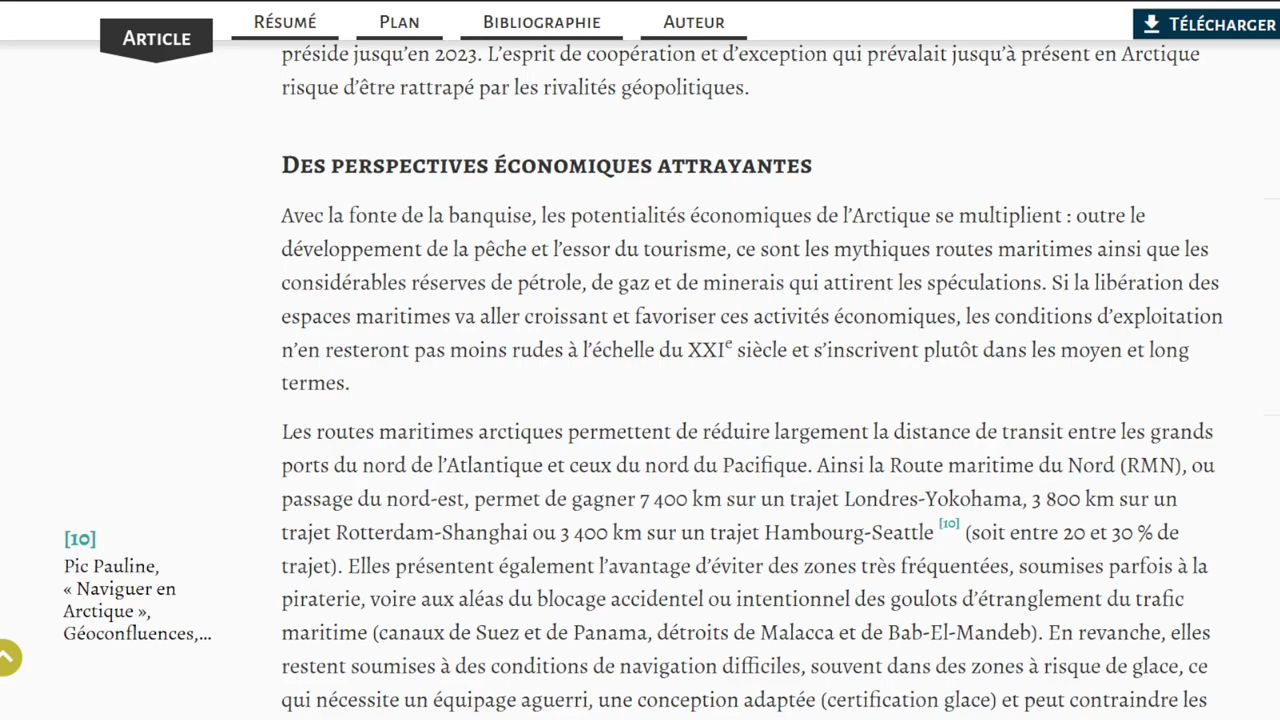 ARTICLE
RÉSUMÉ
PLAN
BIBLIOGRAPHIE
AUTEUR
TÉLÉCHARGER
préside jusqu'en 2023. L'esprit de coopération et d'exception qui prévalait jusqu'à présent en Arctique
risque d'être rattrapé par les rivalités géopolitiques.
DES PERSPECTIVES ÉCONOMIQUES ATTRAYANTES
Avec la fonte de la banquise, les potentialités économiques de l'Arctique se multiplient : outre le
développement de la pêche et l'essor du tourisme, ce sont les mythiques routes maritimes ainsi que les
considérables réserves de pétrole, de gaz et de minerais qui attirent les spéculations. Si la libération des
espaces maritimes va aller croissant et favoriser ces activités économiques, les conditions d'exploitation
n'en resteront pas moins rudes à l'échelle du XXIe siècle et s'inscrivent plutôt dans les moyen et long
termes.
Les routes maritimes arctiques permettent de réduire largement la distance de transit entre les grands
ports du nord de l'Atlantique et ceux du nord du Pacifique. Ainsi la Route maritime du Nord (RMN), ou
passage du nord-est, permet de gagner 7 400 km sur un trajet Londres-Yokohama, 3 800 km sur un
trajet Rotterdam-Shanghai ou 3 400 km sur un trajet Hambourg-Seattle [10] (soit entre 20 et 30 % de
trajet). Elles présentent également l'avantage d'éviter des zones très fréquentées, soumises parfois à la
piraterie, voire aux aléas du blocage accidentel ou intentionnel des goulots d'étranglement du trafic
maritime (canaux de Suez et de Panama, détroits de Malacca et de Bab-El-Mandeb). En revanche, elles
restent soumises à des conditions de navigation difficiles, souvent dans des zones à risque de glace, ce
qui nécessite un équipage aguerri, une conception adaptée (certification glace) et peut contraindre les
[10]
Pic Pauline,
« Naviguer en
Arctique »,
Géoconfluences,…